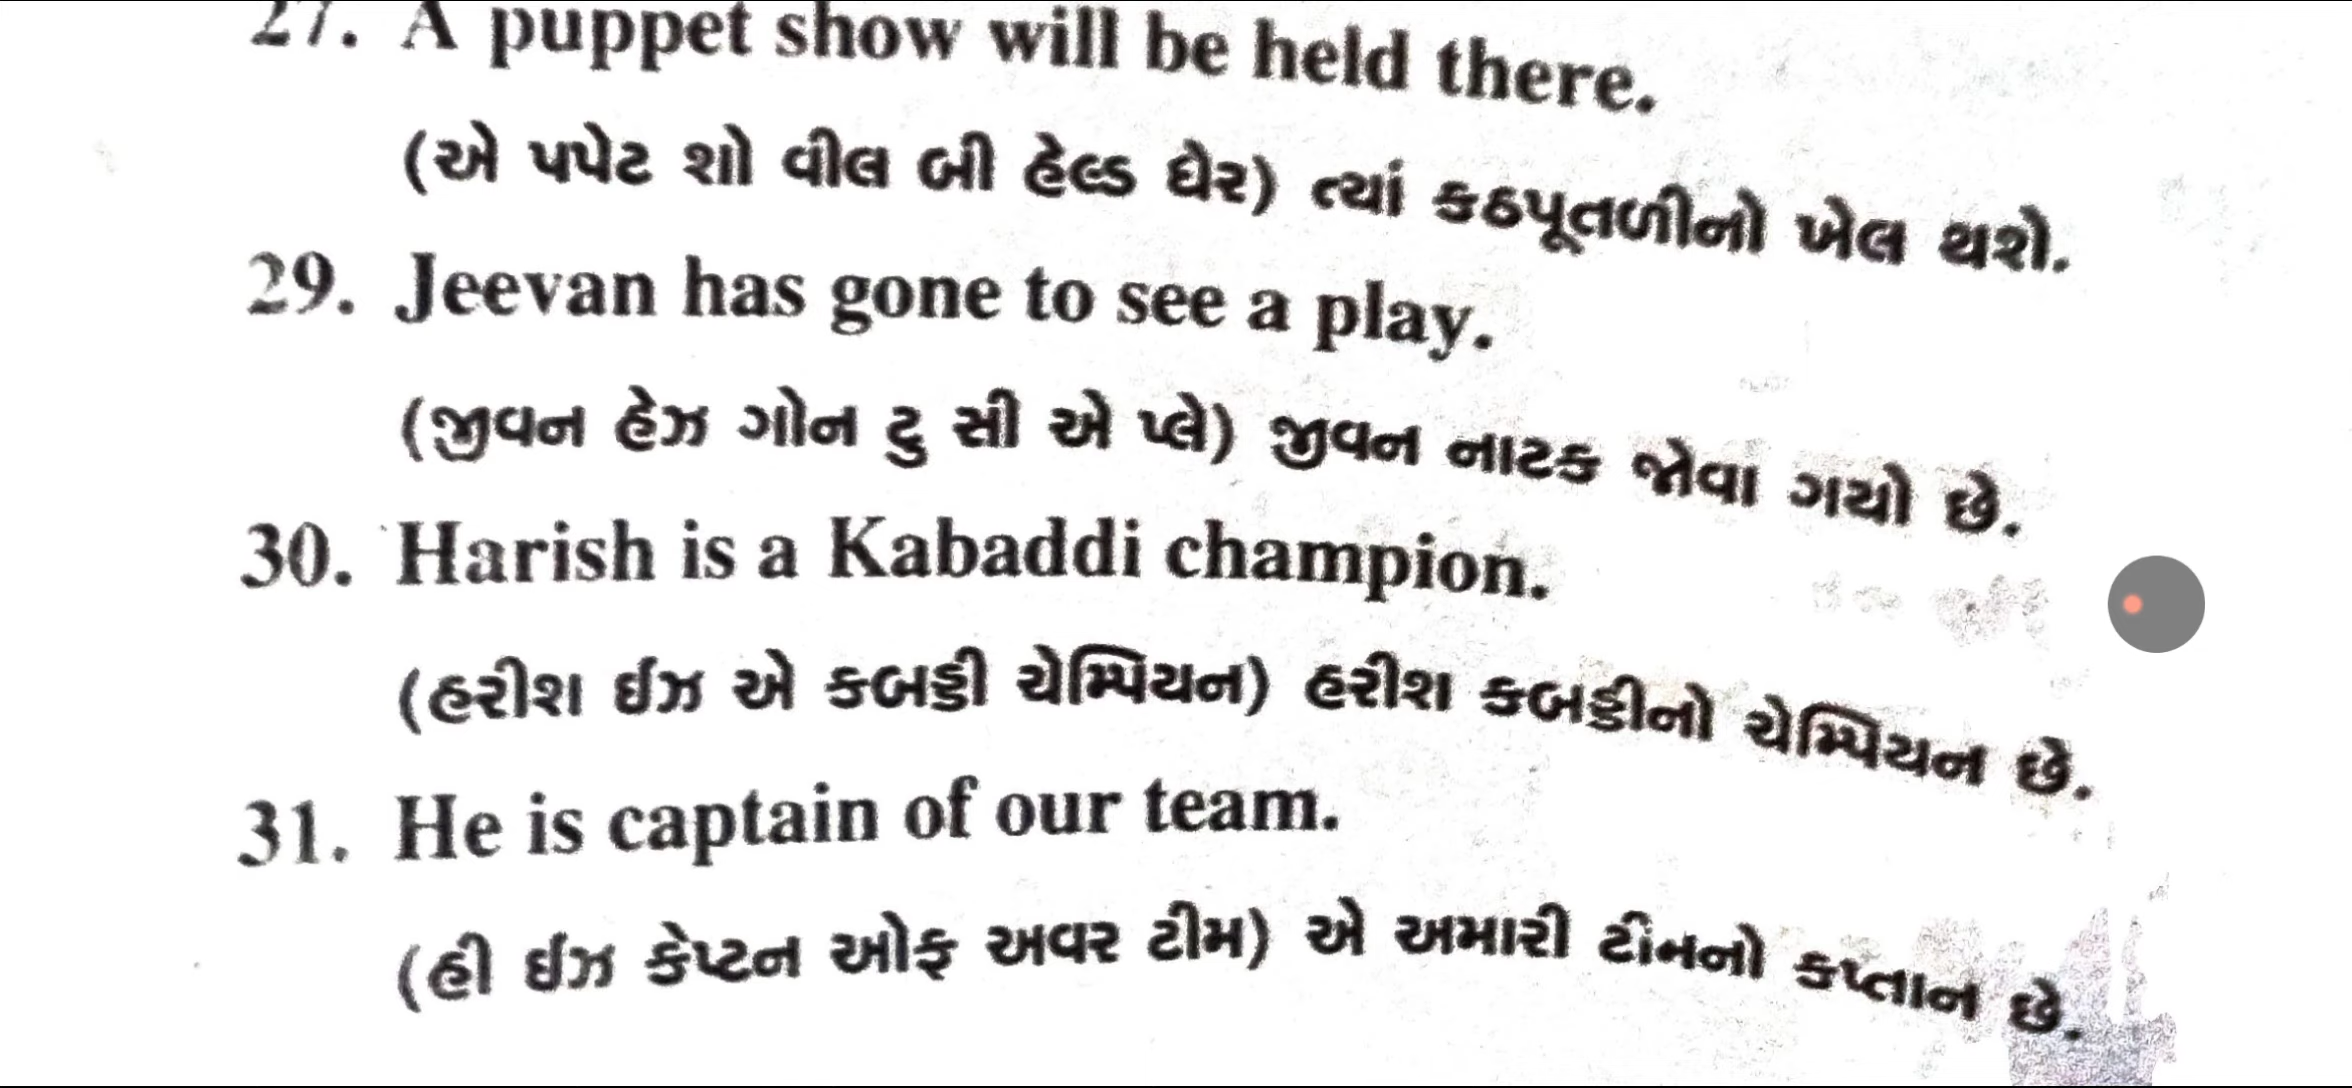 27. A puppet show will be held there.
(એ પપેટ શો વીલ બી હેલ્ડ ધેર) ત્યાં કઠપૂતળીનો ખેલ થશે.
29. Jeevan has gone to see a play.
(જીવન હેઝ ગોન ટુ સી એ પ્લે) જીવન નાટક જોવા ગયો છે.
30. Harish is a Kabaddi champion.
(હરીશ ઈઝ એ કબડ્ડી ચેમ્પિયન) હરીશ કબડ્ડીનો ચેમ્પિયન છે.
31. He is captain of our team.
(હી ઈઝ કેપ્ટન ઓફ અવર ટીમ) એ અમારી ટીમનો કપ્તાન છે.